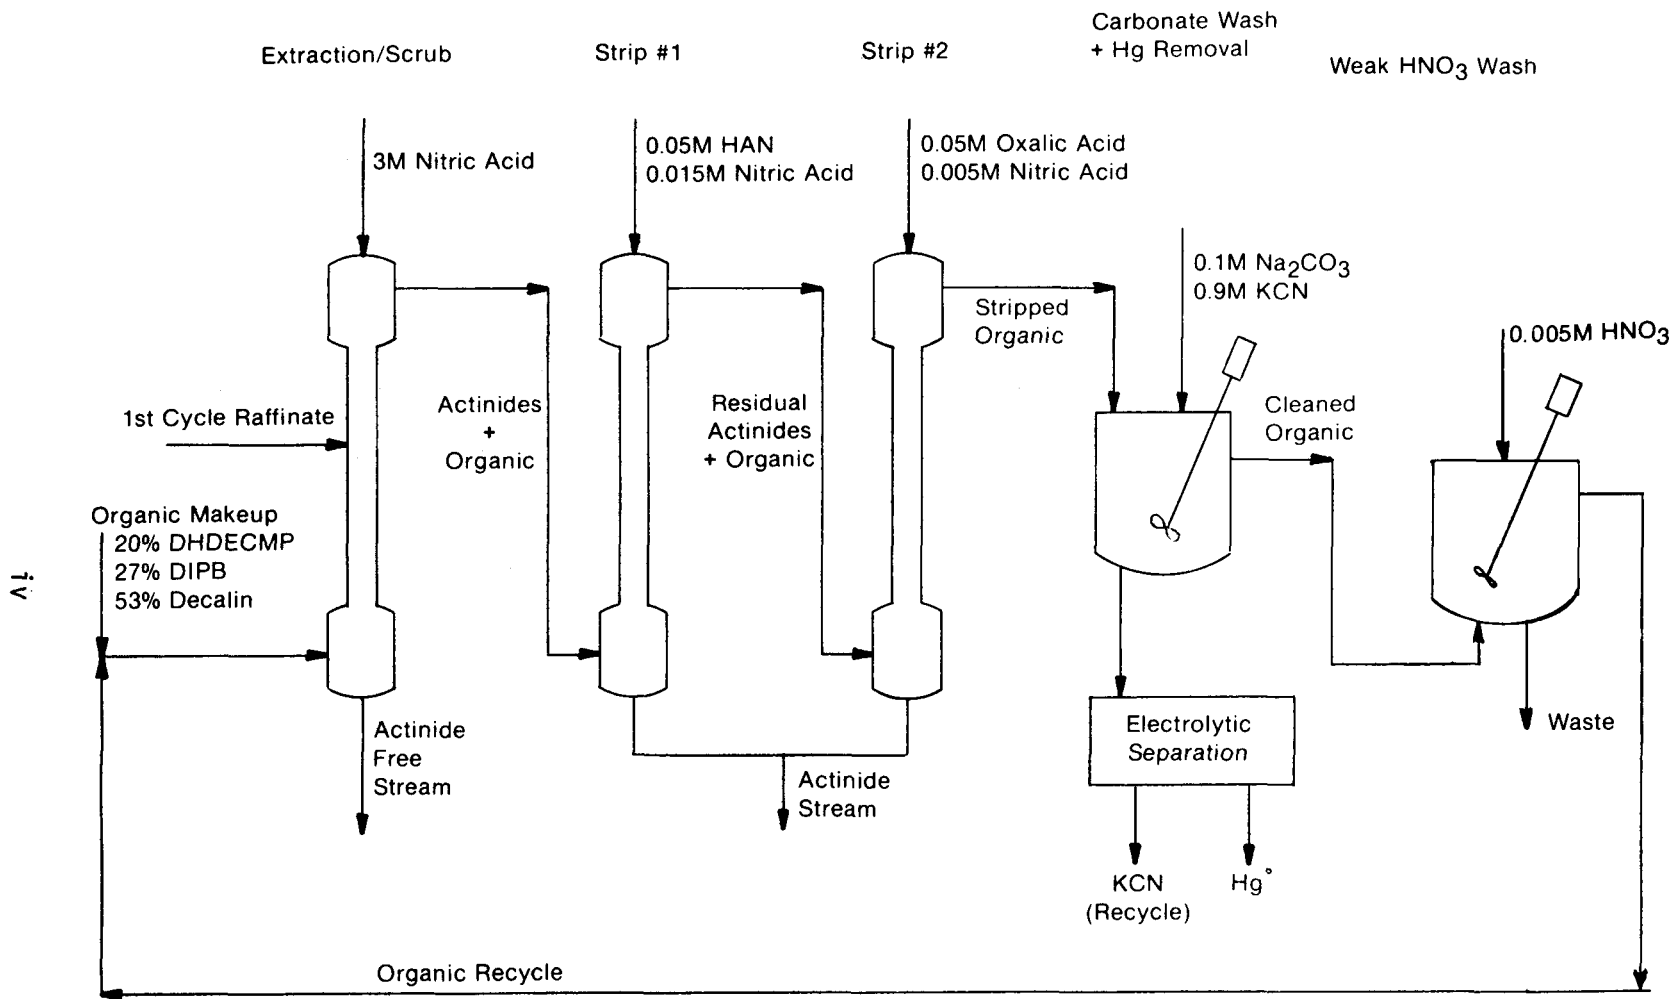 Extraction/Scrub
Strip #1
Strip #2
Carbonate Wash
+ Hg Removal
Weak HNO3 Wash
3M Nitric Acid
0.05M HAN
0.015M Nitric Acid
0.05M Oxalic Acid
0.005M Nitric Acid
0.1M Na2CO3
0.9M KCN
0.005M HNO3
Stripped
Organic
1st Cycle Raffinate
Actinides
+
Organic
Residual
Actinides
+ Organic
Cleaned
Organic
Organic Makeup
20% DHDECMP
27% DIPB
53% Decalin
iv
Actinide
Free
Stream
Actinide
Stream
Electrolytic
Separation
Waste
KCN
(Recycle)
Hg°
Organic Recycle